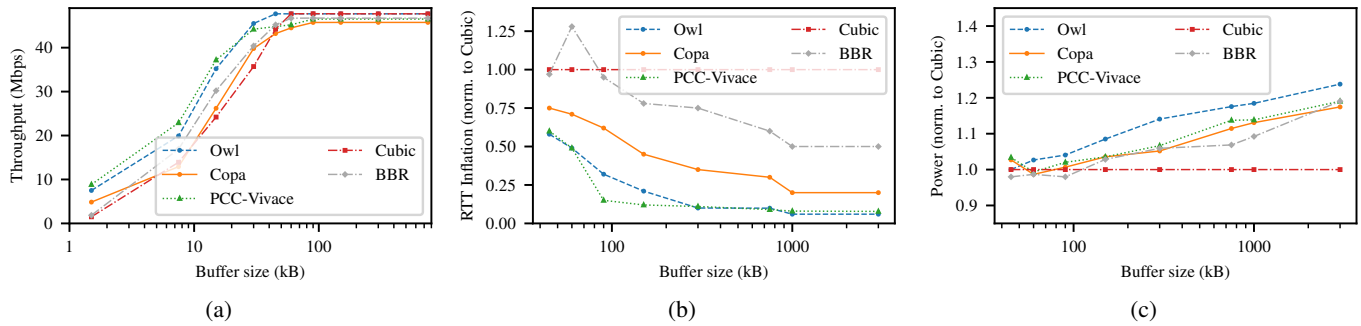 Throughput (Mbps)
40
30
20
10
0
1
10
100
Buffer size (kB)
Owl
Copa
PCC-Vivace
Cubic
BBR
(a)
RTT Inflation (norm. to Cubic)
1.25
1.00
0.75
0.50
0.25
0.00
100
1000
Buffer size (kB)
Owl
Copa
PCC-Vivace
Cubic
BBR
(b)
Power (norm. to Cubic)
1.4
1.3
1.2
1.1
1.0
0.9
100
1000
Buffer size (kB)
Owl
Copa
PCC-Vivace
Cubic
BBR
(c)